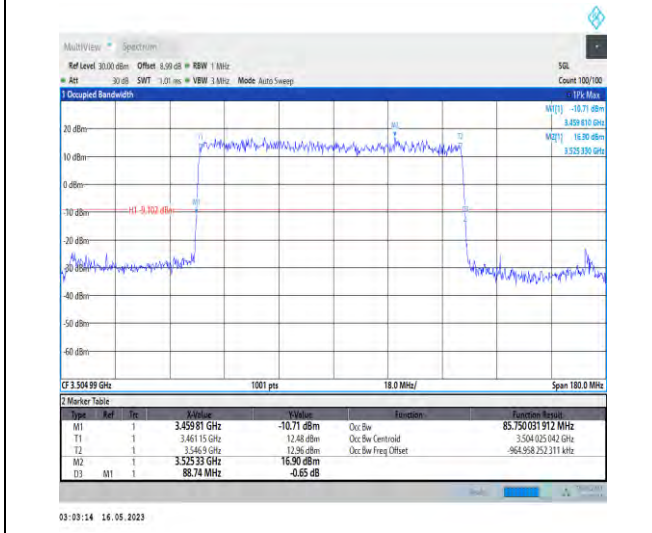 MultiView Spectrum
Ref Level 30.00 dBm Offset 8.99 dB RBW 1 MHz SGL
Att 30 dB SWT 1.01 ms VBW 3 MHz Mode Auto Sweep Count 100/100
1 Occupied Bandwidth 1Pk Max
M1[1] -10.71 dBm
3.459 810 GHz
M2[1] 16.90 dBm
3.525 330 GHz
20 dBm
T1 M2 T2
10 dBm
0 dBm
M1
-10 dBm H1 -9.102 dBm
-20 dBm
-30 dBm
-40 dBm
-50 dBm
-60 dBm
CF 3.504 99 GHz 1001 pts 18.0 MHz/ Span 180.0 MHz
2 Marker Table
Type Ref Trc X-Value Y-Value Function Function Result
M1 1 3.459 81 GHz -10.71 dBm Occ Bw 85.750 031 912 MHz
T1 1 3.461 15 GHz 12.48 dBm Occ Bw Centroid 3.504 025 042 GHz
T2 1 3.546 9 GHz 12.96 dBm Occ Bw Freq Offset -964.958 252 311 kHz
M2 1 3.525 33 GHz 16.90 dBm
D3 M1 1 88.74 MHz -0.65 dB
03:03:14 16.05.2023